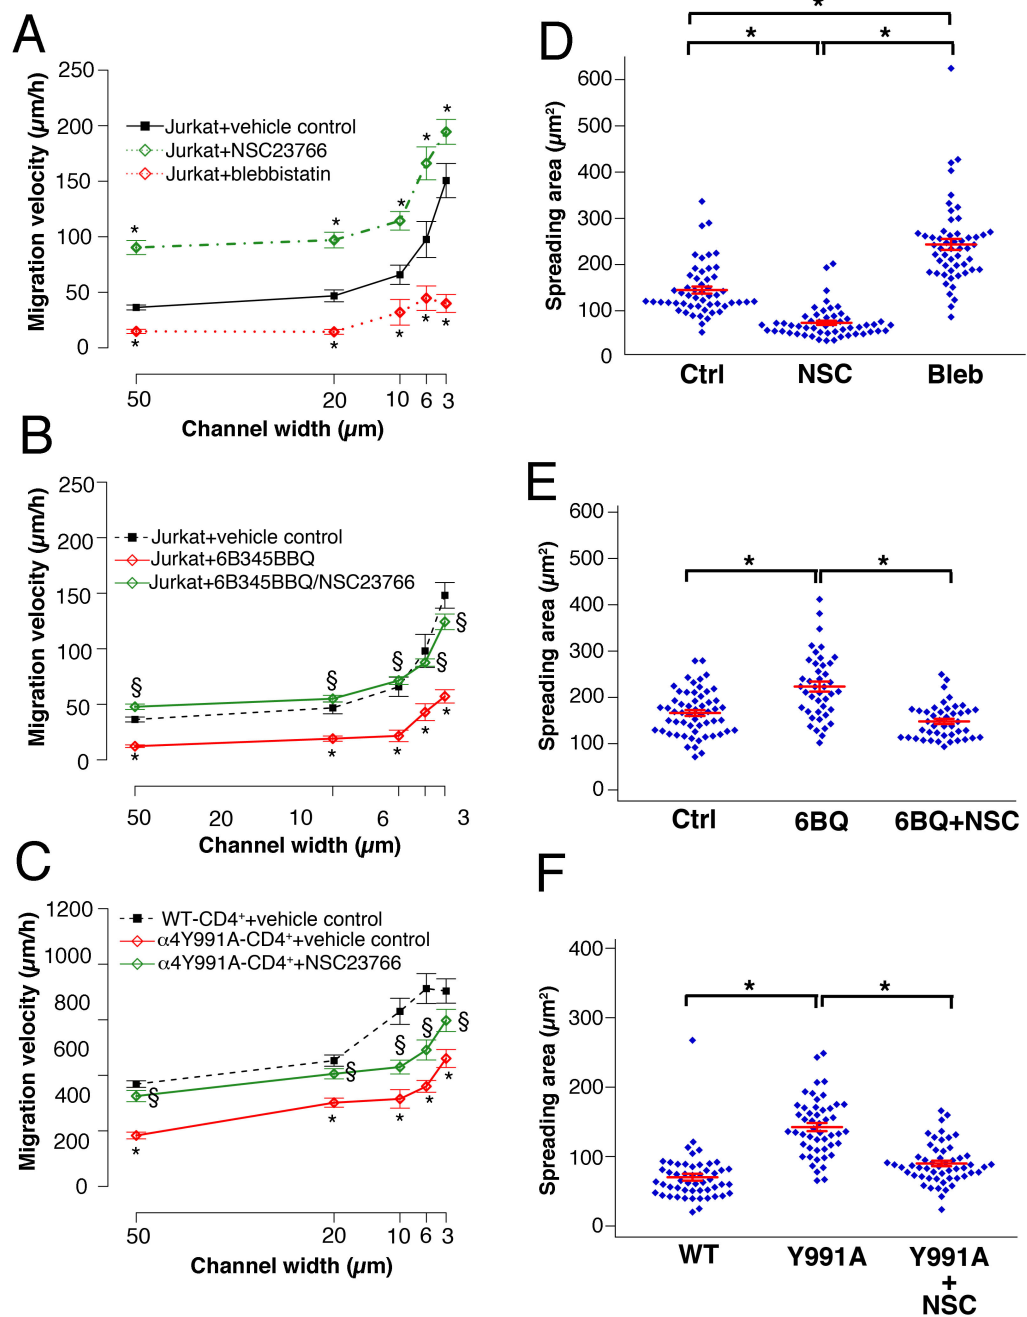 A
Migration velocity (µm/h)
250
200
150
100
50
0
Jurkat+vehicle control
Jurkat+NSC23766
Jurkat+blebbistatin
* * * * *
* * * * *
50 20 10 6 3
Channel width (µm)
B
Migration velocity (µm/h)
250
200
150
100
50
0
Jurkat+vehicle control
Jurkat+6B345BBQ
Jurkat+6B345BBQ/NSC23766
§ § § § §
* * * * *
50 20 10 6 3
Channel width (µm)
C
Migration velocity (µm/h)
1200
1000
800
600
400
200
0
WT-CD4⁺+vehicle control
α4Y991A-CD4⁺+vehicle control
α4Y991A-CD4⁺+NSC23766
§ § § § §
* * * * *
50 20 10 6 3
Channel width (µm)
D
Spreading area (µm²)
600
500
400
300
200
100
0
*
* *
Ctrl NSC Bleb
E
Spreading area (µm²)
600
500
400
300
200
100
0
* *
Ctrl 6BQ 6BQ+NSC
F
Spreading area (µm²)
400
300
200
100
0
* *
WT Y991A Y991A
+
NSC